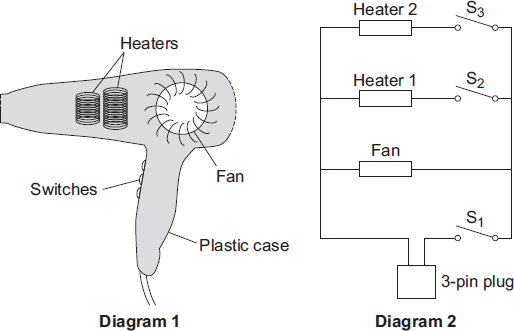 Heaters
Switches
Fan
Plastic case
Diagram 1
Heater 2
S3
Heater 1
S2
Fan
S1
3-pin plug
Diagram 2